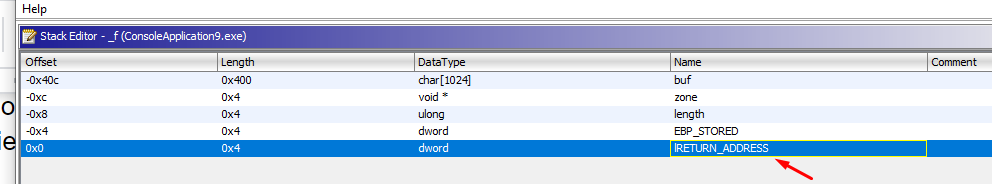 Help
Stack Editor - _f (ConsoleApplication9.exe)
Offset Length DataType Name Comment
-0x40c 0x400 char[1024] buf
-0xc 0x4 void * zone
-0x8 0x4 ulong length
-0x4 0x4 dword EBP_STORED
0x0 0x4 dword lRETURN_ADDRESS